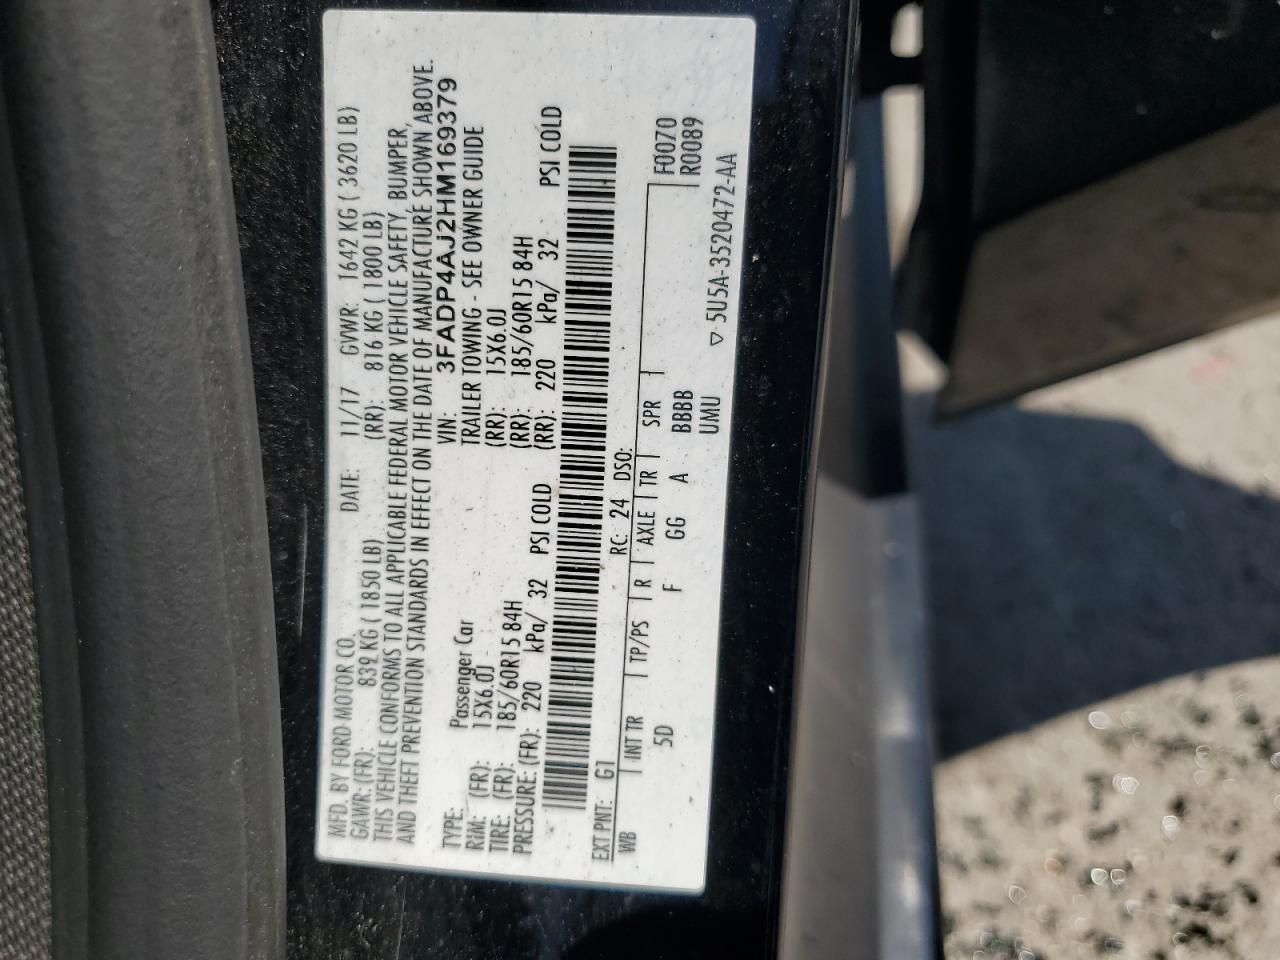 MFD. BY FORD MOTOR CO.
DATE: 11/17 GVWR: 1642 KG ( 3620 LB)
GAWR: (FR): 839 KG ( 1850 LB) (RR): 816 KG ( 1800 LB)
THIS VEHICLE CONFORMS TO ALL APPLICABLE FEDERAL MOTOR VEHICLE SAFETY, BUMPER,
AND THEFT PREVENTION STANDARDS IN EFFECT ON THE DATE OF MANUFACTURE SHOWN ABOVE.
VIN: 3FADP4AJ2HM169379
TYPE: Passenger Car TRAILER TOWING - SEE OWNER GUIDE
RIM: (FR): 15X6.0J (RR): 15X6.0J
TIRE: (FR): 185/60R15 84H (RR): 185/60R15 84H
PRESSURE: (FR): 220 kPa/ 32 PSI COLD (RR): 220 kPa/ 32 PSI COLD
EXT PNT: G1 RC: 24 DSO:
WB INT TR TP/PS R AXLE TR SPR F0070
5D F GG A BBBB R0089
UMU ▽ 5U5A-3520472-AA